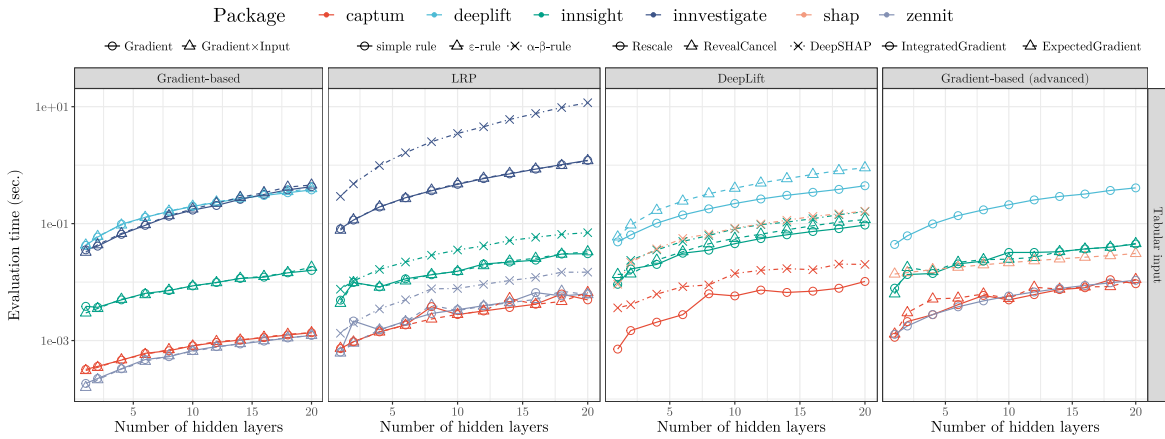 Package captum deeplift innsight innvestigate shap zennit
Gradient Gradient×Input simple rule ε-rule α-β-rule Rescale RevealCancel DeepSHAP IntegratedGradient ExpectedGradient
Gradient-based LRP DeepLift Gradient-based (advanced)
1e+01
1e-01
1e-03
Evaluation time (sec.)
Tabular input
5 10 15 20 5 10 15 20 5 10 15 20 5 10 15 20
Number of hidden layers Number of hidden layers Number of hidden layers Number of hidden layers